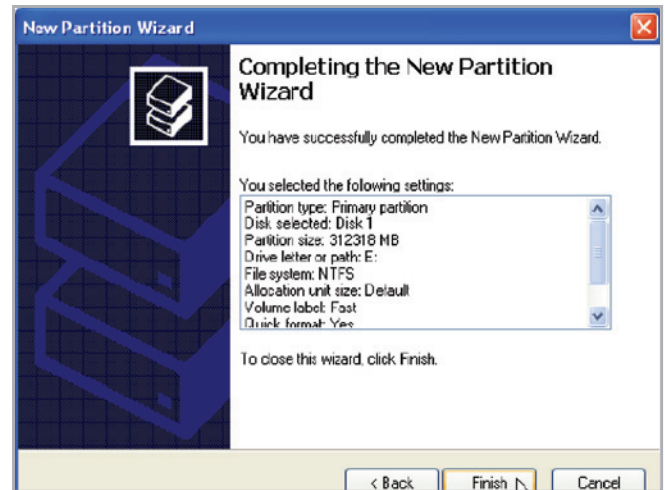 New Partition Wizard
Completing the New Partition
Wizard
You have successfully completed the New Partition Wizard.
You selected the following settings:
Partition type: Primary partition
Disk selected: Disk 1
Partition size: 312318 MB
Drive letter or path: E:
File system: NTFS
Allocation unit size: Default
Volume label: Fast
Quick format: Yes
To close this wizard, click Finish.
< Back
Finish
Cancel